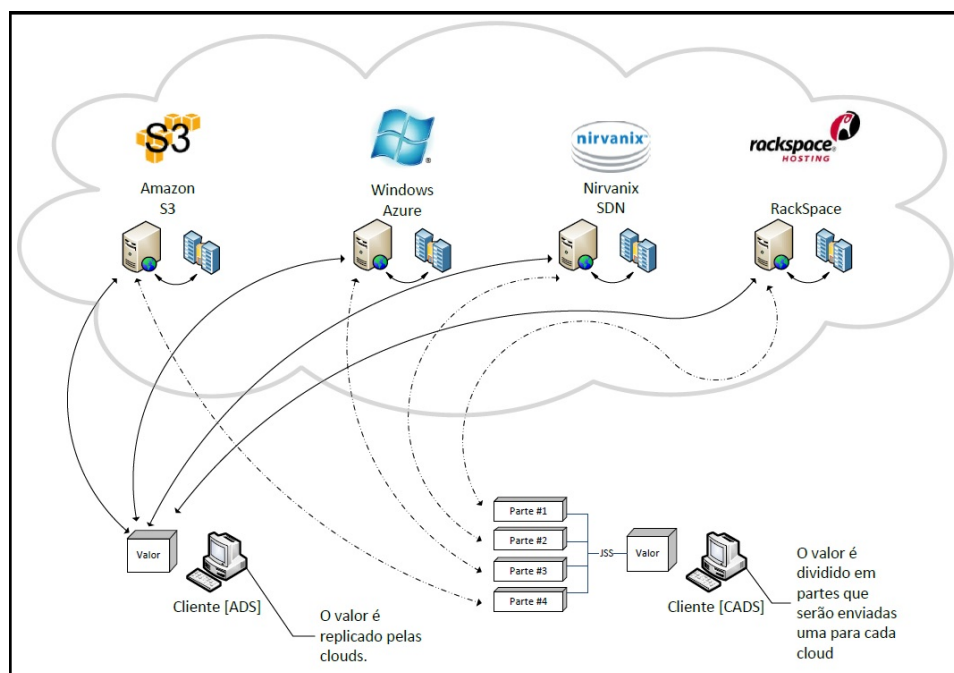 S3
nirvanix™
rackspace®
HOSTING
Amazon
S3
Windows
Azure
Nirvanix
SDN
RackSpace
Parte #1
Parte #2
Parte #3
Parte #4
JSS
Valor
Valor
Cliente [ADS]
O valor é
replicado pelas
clouds.
Cliente [CADS]
O valor é
dividido em
partes que
serão enviadas
uma para cada
cloud